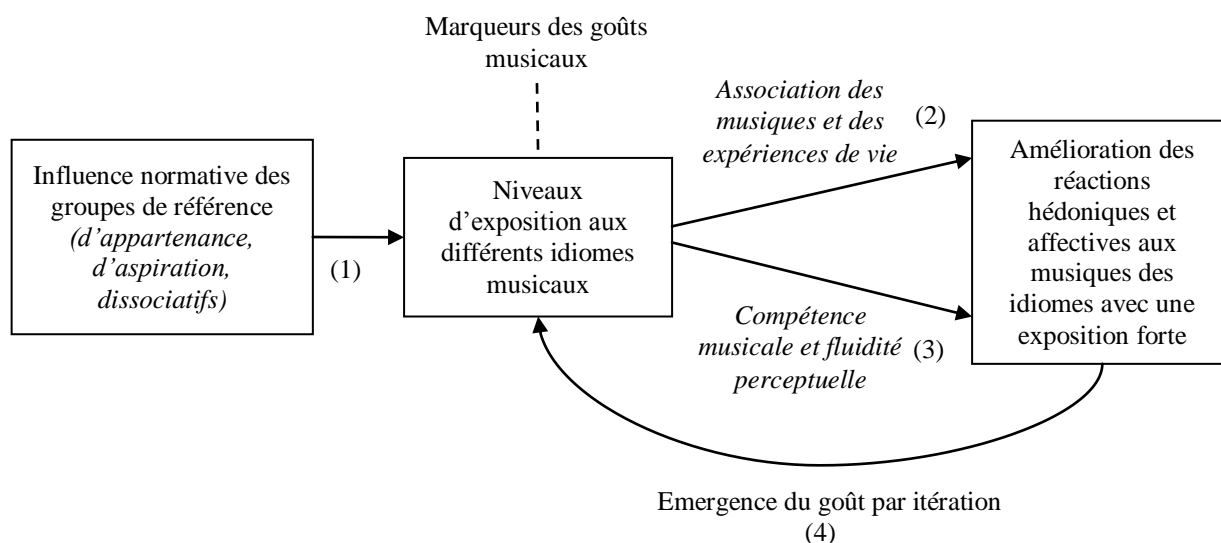 Marqueurs des goûts
musicaux
Influence normative des
groupes de référence
(d'appartenance,
d'aspiration,
dissociatifs)
(1)
Niveaux
d'exposition aux
différents idiomes
musicaux
Association des
musiques et des
expériences de vie
(2)
Compétence
musicale et fluidité
perceptuelle
(3)
Amélioration des
réactions
hédoniques et
affectives aux
musiques des
idiomes avec une
exposition forte
Emergence du goût par itération
(4)